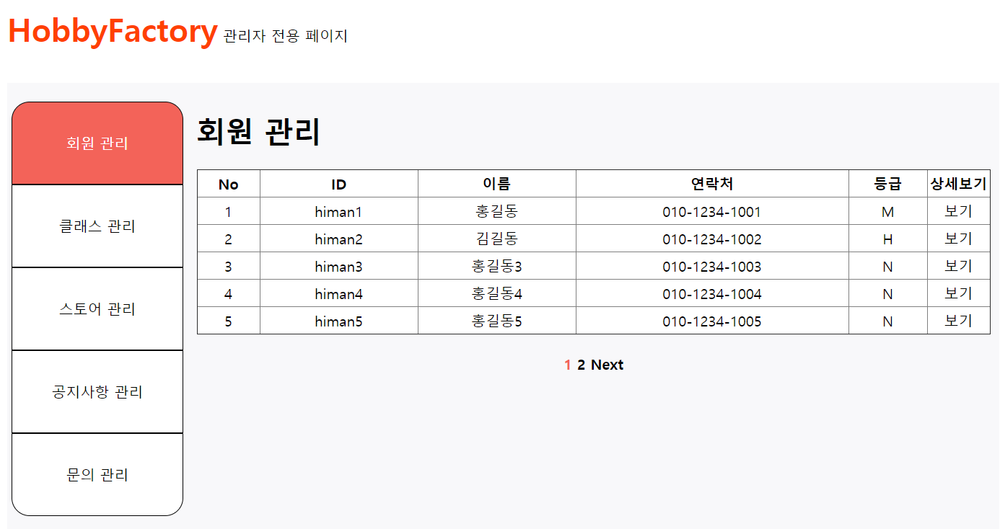 HobbyFactory 관리자 전용 페이지
회원 관리
클래스 관리
스토어 관리
공지사항 관리
문의 관리
회원 관리
No ID 이름 연락처 등급 상세보기
1 himan1 홍길동 010-1234-1001 M 보기
2 himan2 김길동 010-1234-1002 H 보기
3 himan3 홍길동3 010-1234-1003 N 보기
4 himan4 홍길동4 010-1234-1004 N 보기
5 himan5 홍길동5 010-1234-1005 N 보기
1 2 Next